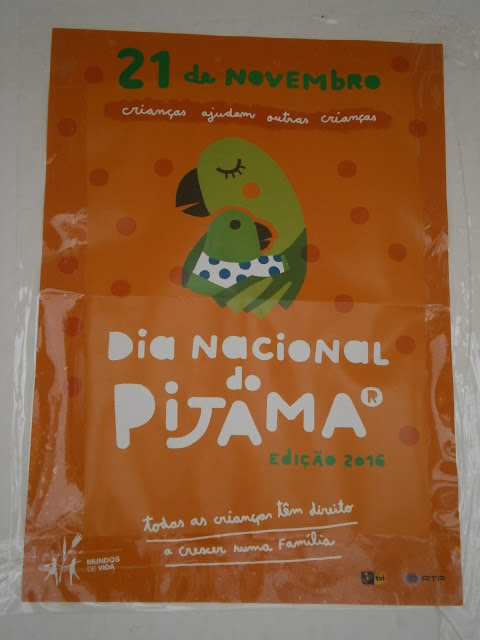 21 de NOVEMbRO
crianças ajudam outras crianças
Dia Nacional
do
PIJAMA®
EDIÇÃO 2016
todas as crianças têm direito
a crescer numa Família
MUNDOS
DE VIDA
tvi
RTP